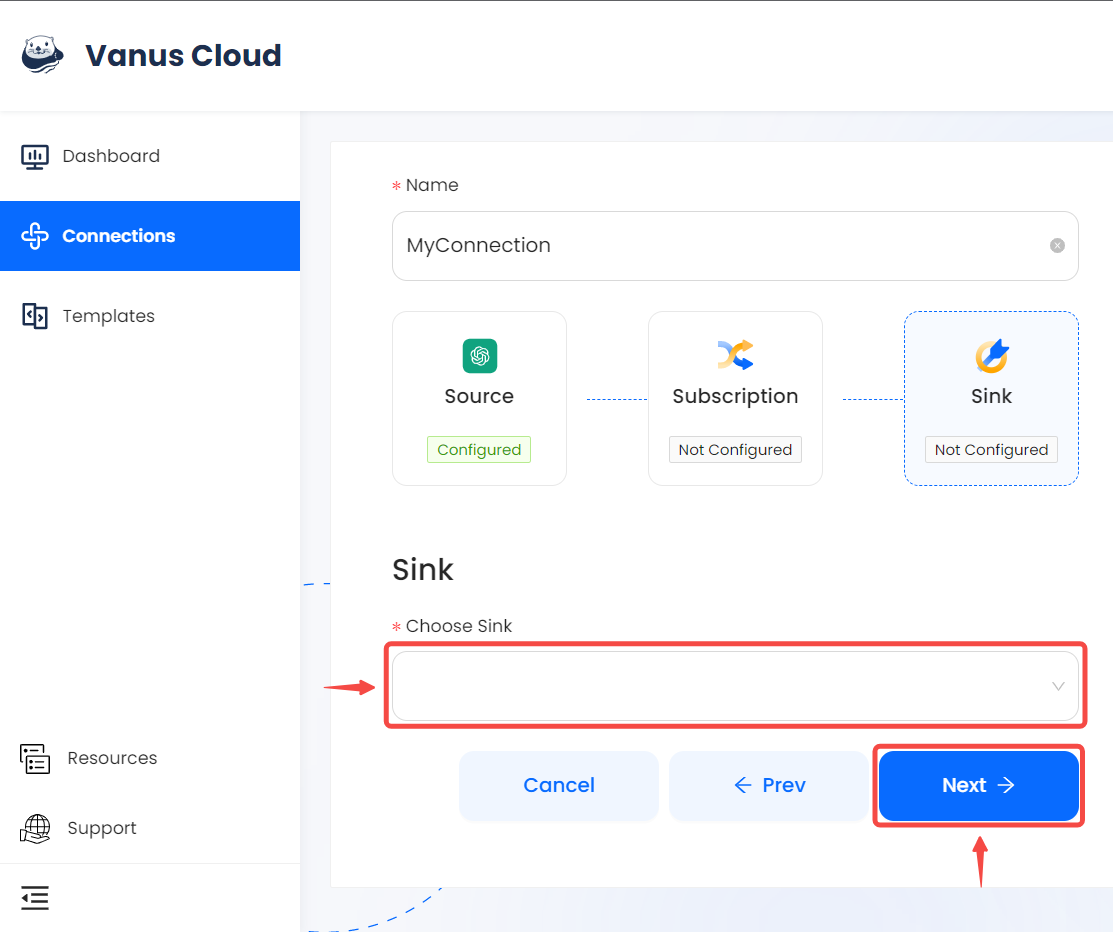 Vanus Cloud
Dashboard
Connections
Templates
Resources
Support
* Name
MyConnection
Source
Configured
Subscription
Not Configured
Sink
Not Configured
Sink
* Choose Sink
Cancel
← Prev
Next →